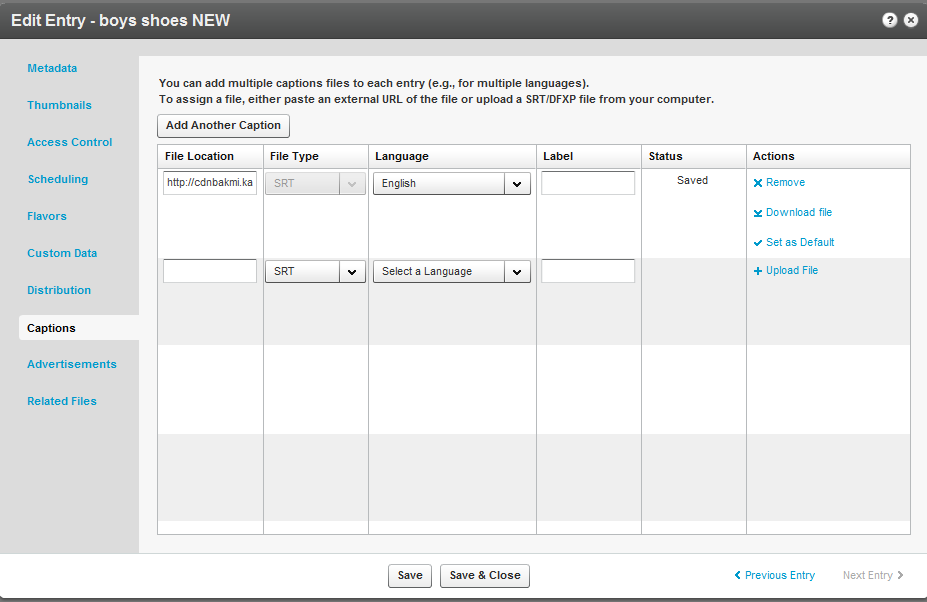 Edit Entry - boys shoes NEW
?
Metadata
Thumbnails
Access Control
Scheduling
Flavors
Custom Data
Distribution
Captions
Advertisements
Related Files
You can add multiple captions files to each entry (e.g., for multiple languages).
To assign a file, either paste an external URL of the file or upload a SRT/DFXP file from your computer.
Add Another Caption
File Location File Type Language Label Status Actions
http://cdnbakmi.ka SRT English Saved Remove
Download file
Set as Default
SRT Select a Language Upload File
Save Save & Close Previous Entry Next Entry